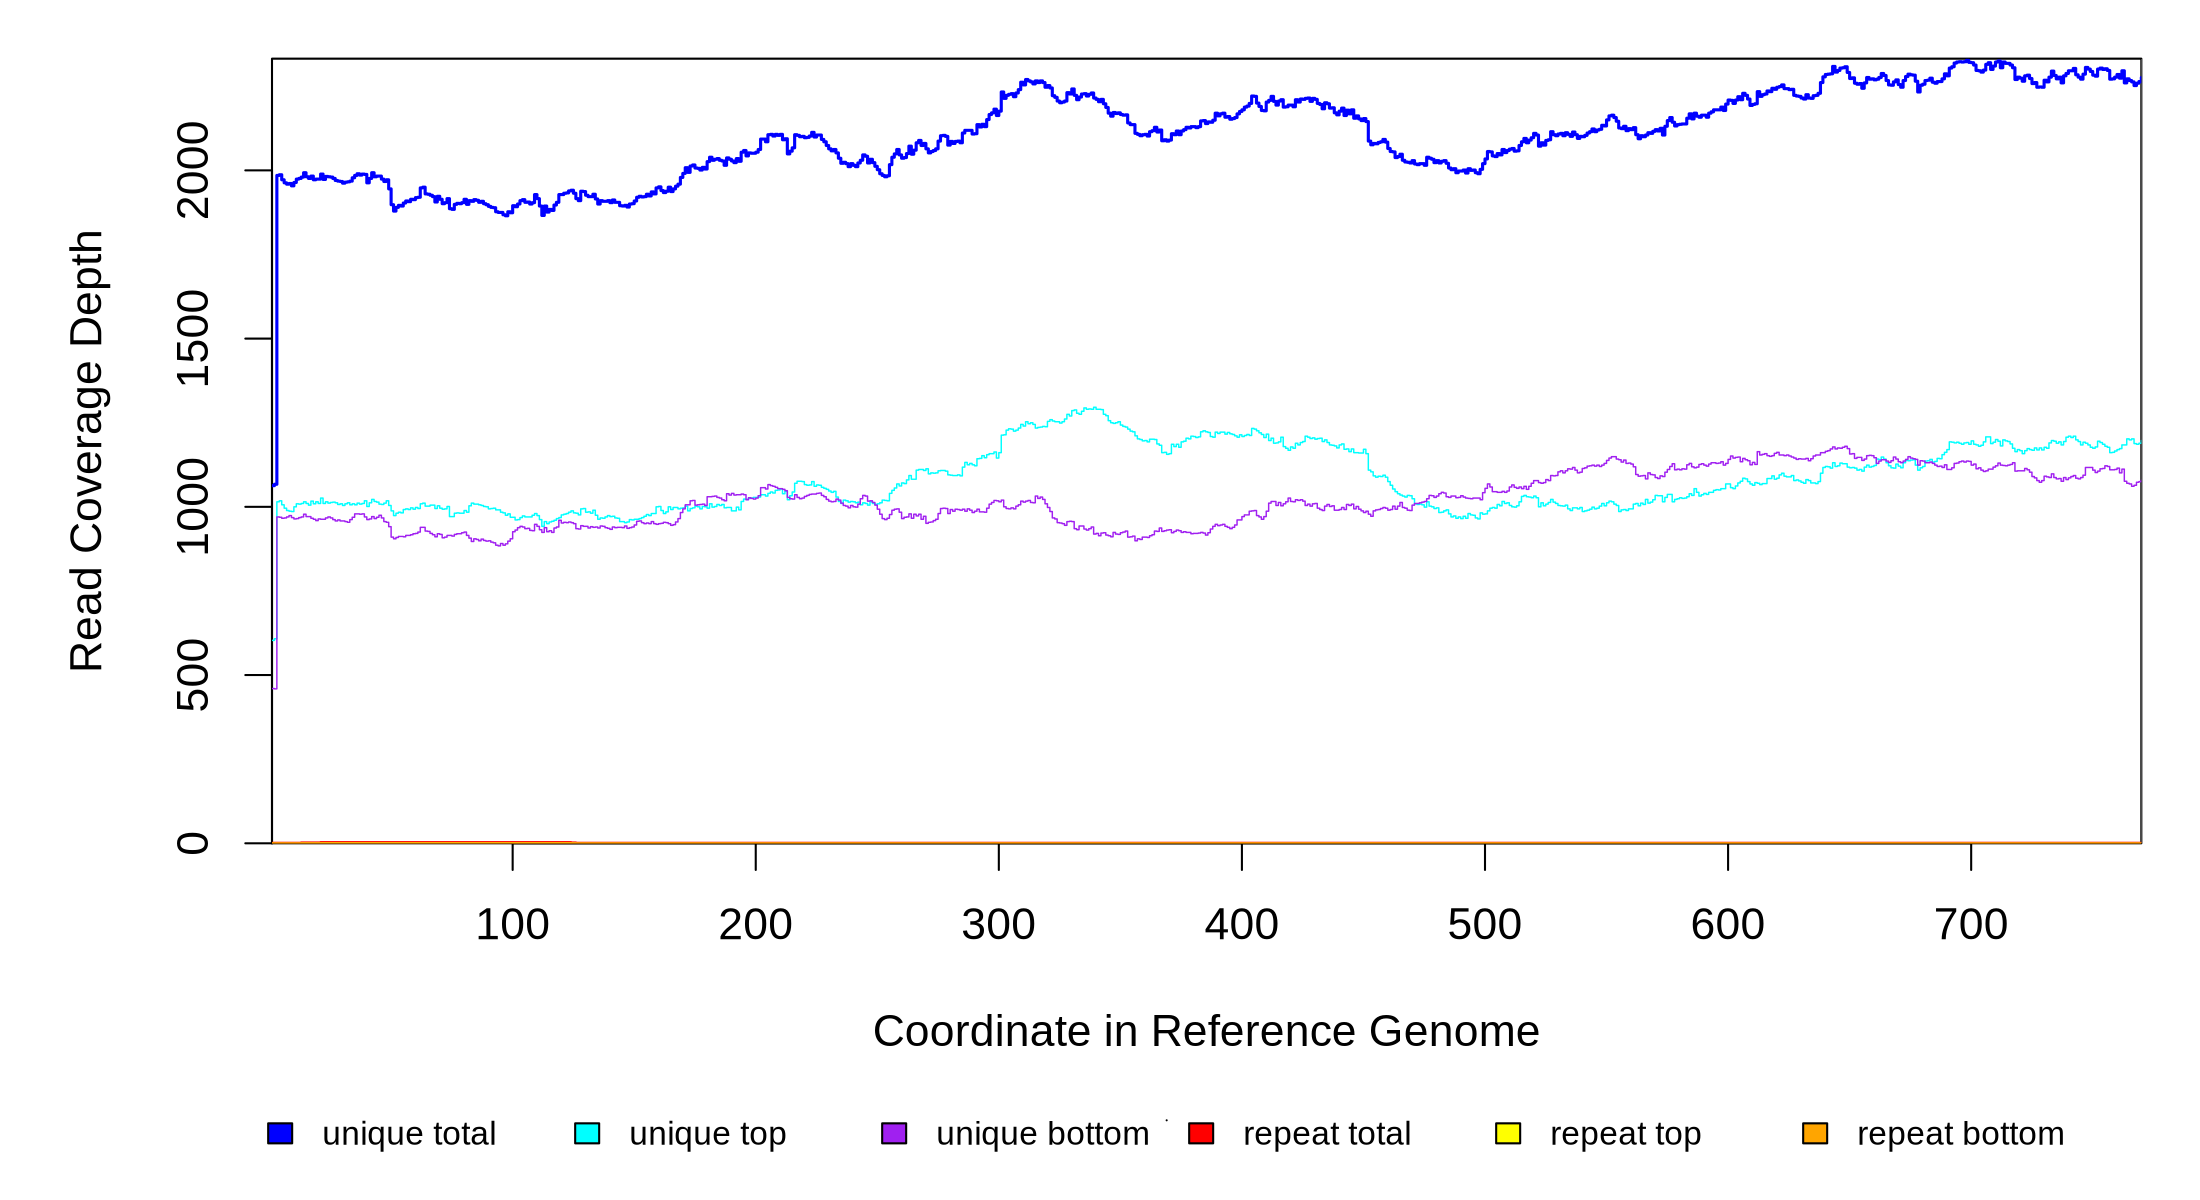 Read Coverage Depth
2000
1500
1000
500
0
100 200 300 400 500 600 700
Coordinate in Reference Genome
unique total unique top unique bottom repeat total repeat top repeat bottom